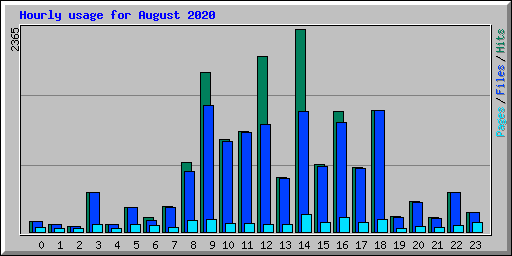 Hourly usage for August 2020
2365
Pages/Files/Hits
0 1 2 3 4 5 6 7 8 9 10 11 12 13 14 15 16 17 18 19 20 21 22 23